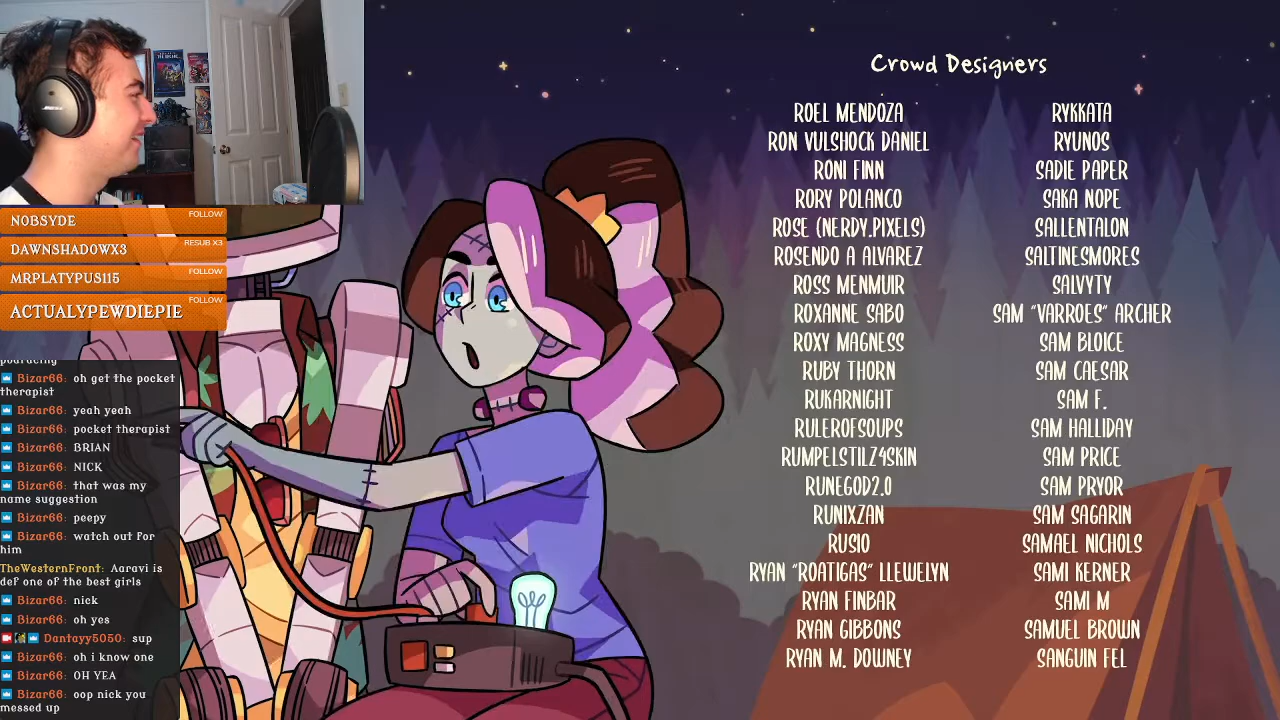 Crowd Designers
ROEL MENDOZA
RON VULSHOCK DANIEL
RONI FINN
RORY POLANCO
ROSE (NERDY.PIXELS)
ROSENDO A ALVAREZ
ROSS MENMUIR
ROXANNE SABO
ROXY MAGNESS
RUBY THORN
RUKARNIGHT
RULEROFSOUPS
RUMPELSTILZ4SKIN
RUNEGOD2.0
RUNIXZAN
RUSIO
RYAN "ROATIGAS" LLEWELYN
RYAN FINBAR
RYAN GIBBONS
RYAN M. DOWNEY
RYKKATA
RYUNOS
SADIE PAPER
SAKA NOPE
SALLENTALON
SALTINESMORES
SALVYTY
SAM "VARROES" ARCHER
SAM BLOICE
SAM CAESAR
SAM F.
SAM HALLIDAY
SAM PRICE
SAM PRYOR
SAM SAGARIN
SAMAEL NICHOLS
SAMI KERNER
SAMI M
SAMUEL BROWN
SANGUIN FEL
BOSE
N0BSYDE FOLLOW
DAWNSHADOWX3 RESUB X3
MRPLATYPUS115 FOLLOW
ACTUALYPEWDIEPIE FOLLOW
Bizar66: oh get the pocket
therapist
Bizar66: yeah yeah
Bizar66: pocket therapist
Bizar66: BRIAN
Bizar66: NICK
Bizar66: that was my
name suggestion
Bizar66: peepy
Bizar66: watch out for
him
TheWesternFront: Aaravi is
def one of the best girls
Bizar66: nick
Bizar66: oh yes
Dantayy5050: sup
Bizar66: oh i know one
Bizar66: OH YEA
Bizar66: oop nick you
messed up